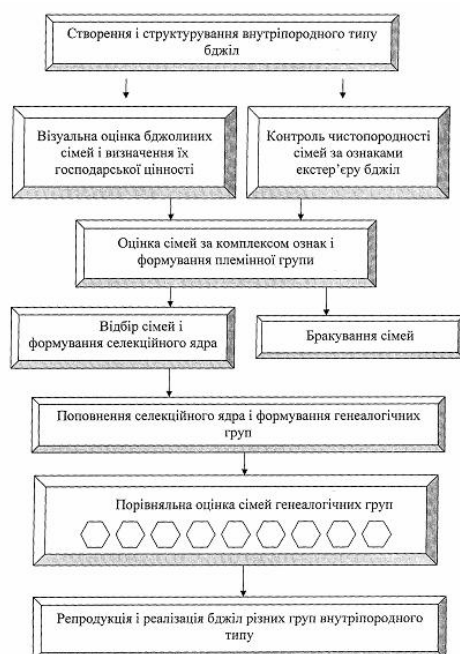 Створення і структурування внутріпородного типу
бджіл
Візуальна оцінка бджолиних
сімей і визначення їх
господарської цінності
Контроль чистопородності
сімей за ознаками
екстер'єру бджіл
Оцінка сімей за комплексом ознак і
формування племінної групи
Відбір сімей і
формування селекційного ядра
Бракування сімей
Поповнення селекційного ядра і формування генеалогічних
груп
Порівняльна оцінка сімей генеалогічних груп
Репродукція і реалізація бджіл різних груп внутріпородного
типу